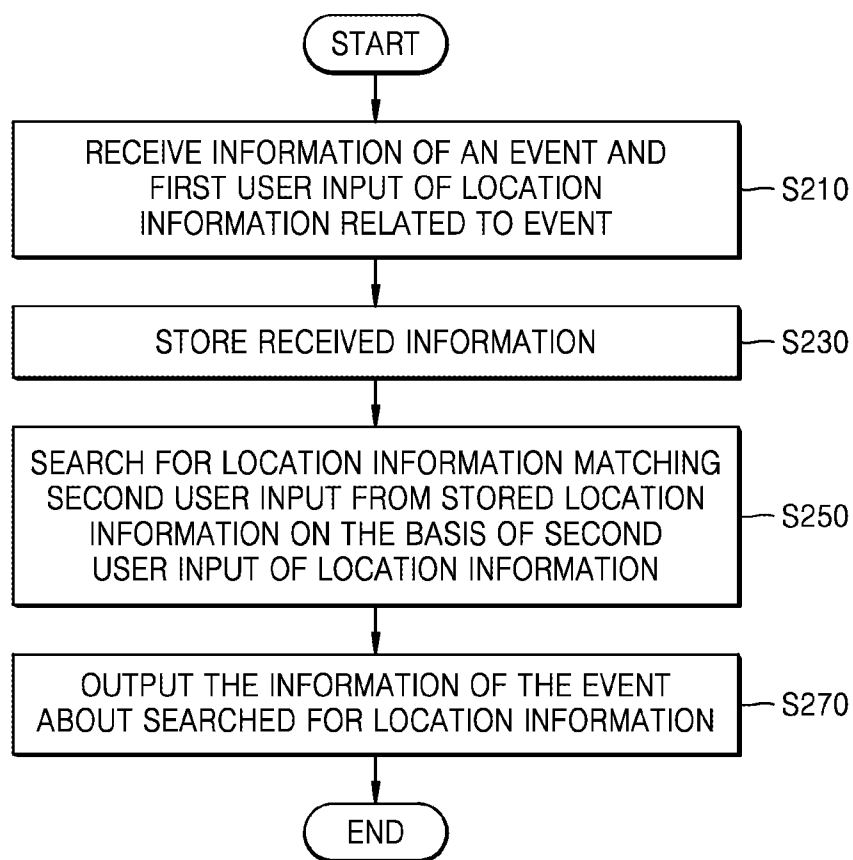 START
RECEIVE INFORMATION OF AN EVENT AND
FIRST USER INPUT OF LOCATION
INFORMATION RELATED TO EVENT
S210
STORE RECEIVED INFORMATION
S230
SEARCH FOR LOCATION INFORMATION MATCHING
SECOND USER INPUT FROM STORED LOCATION
INFORMATION ON THE BASIS OF SECOND
USER INPUT OF LOCATION INFORMATION
S250
OUTPUT THE INFORMATION OF THE EVENT
ABOUT SEARCHED FOR LOCATION INFORMATION
S270
END